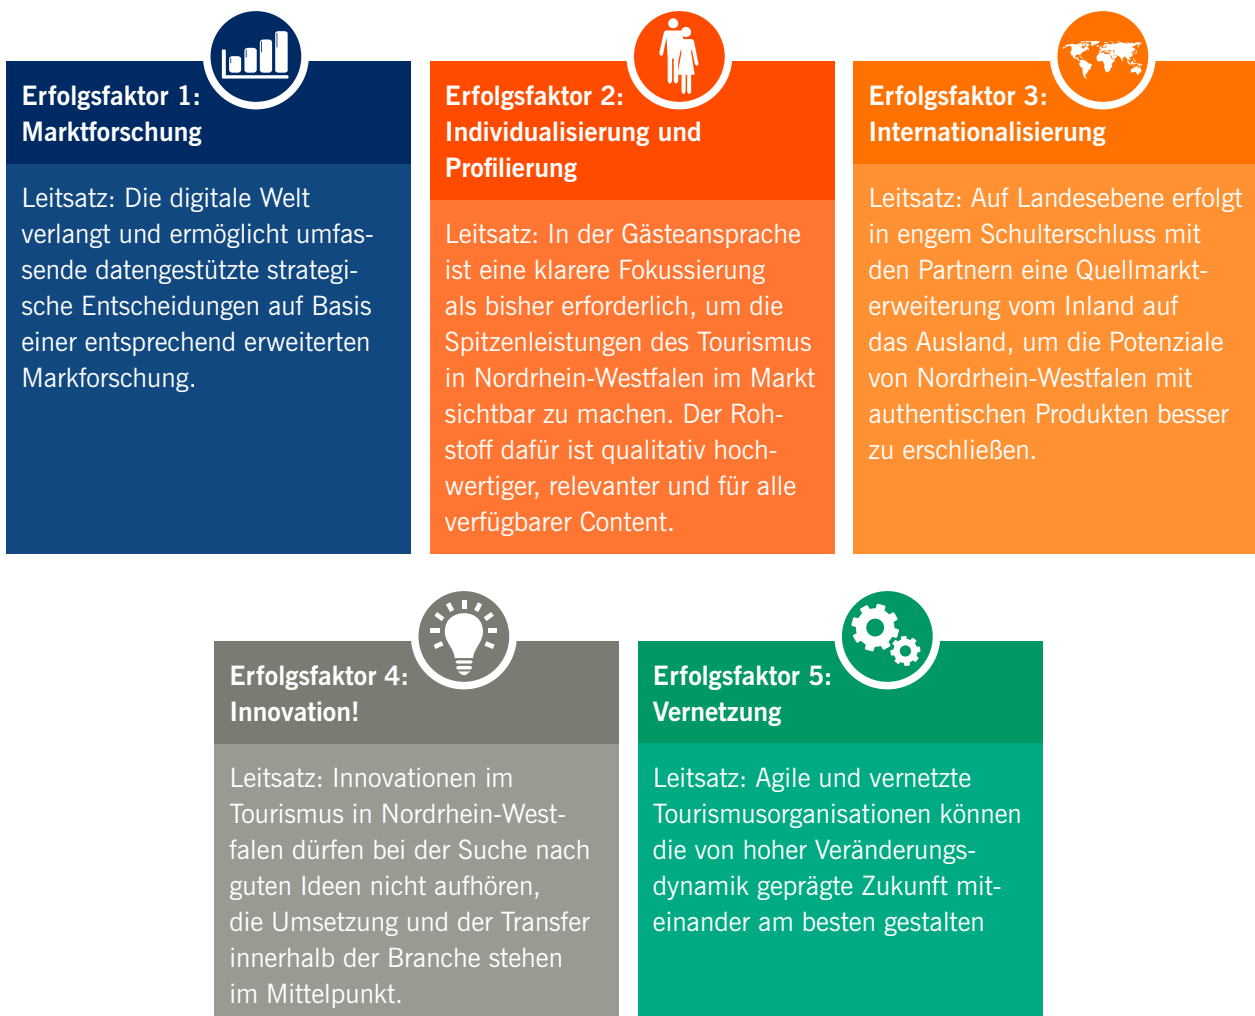 Erfolgsfaktor 1:
Marktforschung
Leitsatz: Die digitale Welt
verlangt und ermöglicht umfas-
sende datengestützte strategi-
sche Entscheidungen auf Basis
einer entsprechend erweiterten
Markforschung.
Erfolgsfaktor 2:
Individualisierung und
Profilierung
Leitsatz: In der Gästeansprache
ist eine klarere Fokussierung
als bisher erforderlich, um die
Spitzenleistungen des Tourismus
in Nordrhein-Westfalen im Markt
sichtbar zu machen. Der Roh-
stoff dafür ist qualitativ hoch-
wertiger, relevanter und für alle
verfügbarer Content.
Erfolgsfaktor 3:
Internationalisierung
Leitsatz: Auf Landesebene erfolgt
in engem Schulterschluss mit
den Partnern eine Quellmarkt-
erweiterung vom Inland auf
das Ausland, um die Potenziale
von Nordrhein-Westfalen mit
authentischen Produkten besser
zu erschließen.
Erfolgsfaktor 4:
Innovation!
Leitsatz: Innovationen im
Tourismus in Nordrhein-West-
falen dürfen bei der Suche nach
guten Ideen nicht aufhören,
die Umsetzung und der Transfer
innerhalb der Branche stehen
im Mittelpunkt.
Erfolgsfaktor 5:
Vernetzung
Leitsatz: Agile und vernetzte
Tourismusorganisationen können
die von hoher Veränderungs-
dynamik geprägte Zukunft mit-
einander am besten gestalten